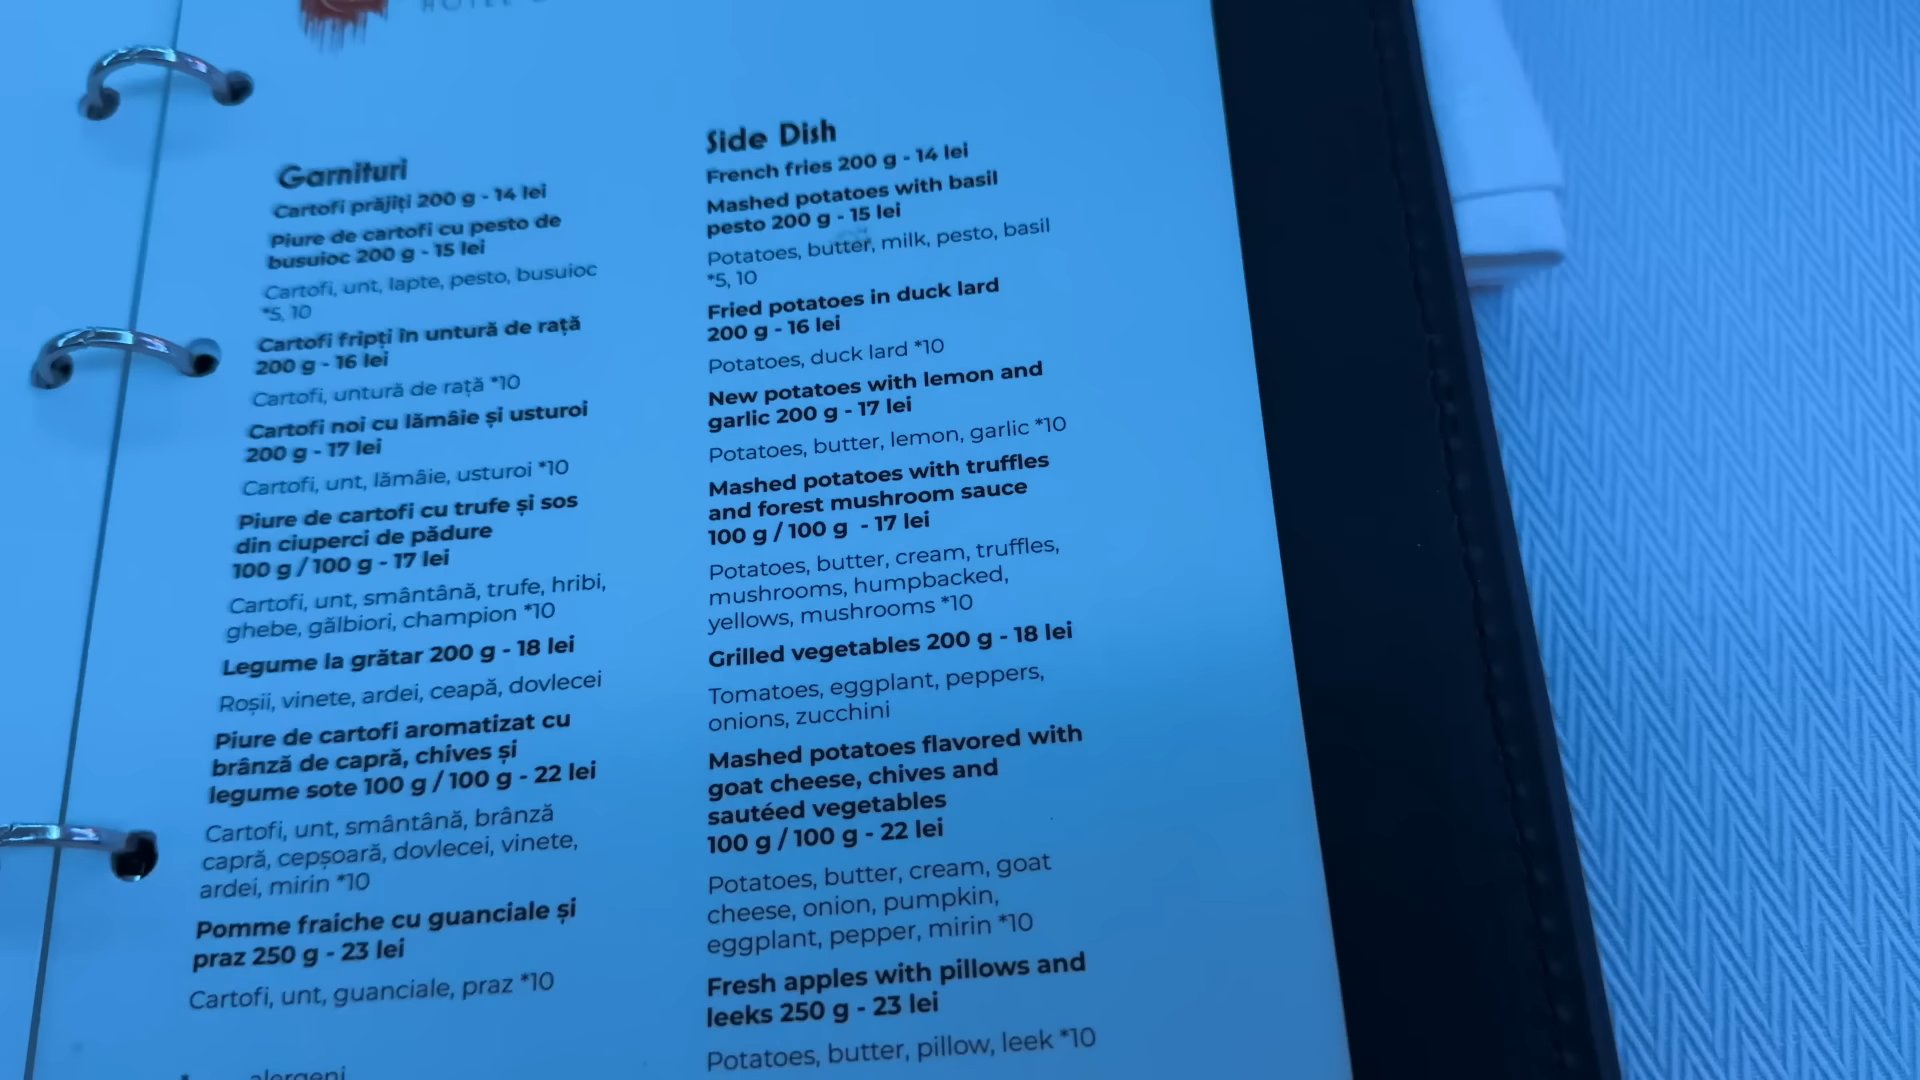 HOTEL
Garnituri
Cartofi prăjiți 200 g - 14 lei
Piure de cartofi cu pesto de
busuioc 200 g - 15 lei
Cartofi, unt, lapte, pesto, busuioc
*5, 10
Cartofi fripți în untură de rață
200 g - 16 lei
Cartofi, untură de rață *10
Cartofi noi cu lămâie și usturoi
200 g - 17 lei
Cartofi, unt, lămâie, usturoi *10
Piure de cartofi cu trufe și sos
din ciuperci de pădure
100 g / 100 g - 17 lei
Cartofi, unt, smântână, trufe, hribi,
ghebe, gălbiori, champion *10
Legume la grătar 200 g - 18 lei
Roșii, vinete, ardei, ceapă, dovlecei
Piure de cartofi aromatizat cu
brânză de capră, chives și
legume sote 100 g / 100 g - 22 lei
Cartofi, unt, smântână, brânză
capră, cepșoară, dovlecei, vinete,
ardei, mirin *10
Pomme fraiche cu guanciale și
praz 250 g - 23 lei
Cartofi, unt, guanciale, praz *10
alergeni
Side Dish
French fries 200 g - 14 lei
Mashed potatoes with basil
pesto 200 g - 15 lei
Potatoes, butter, milk, pesto, basil
*5, 10
Fried potatoes in duck lard
200 g - 16 lei
Potatoes, duck lard *10
New potatoes with lemon and
garlic 200 g - 17 lei
Potatoes, butter, lemon, garlic *10
Mashed potatoes with truffles
and forest mushroom sauce
100 g / 100 g - 17 lei
Potatoes, butter, cream, truffles,
mushrooms, humpbacked,
yellows, mushrooms *10
Grilled vegetables 200 g - 18 lei
Tomatoes, eggplant, peppers,
onions, zucchini
Mashed potatoes flavored with
goat cheese, chives and
sautéed vegetables
100 g / 100 g - 22 lei
Potatoes, butter, cream, goat
cheese, onion, pumpkin,
eggplant, pepper, mirin *10
Fresh apples with pillows and
leeks 250 g - 23 lei
Potatoes, butter, pillow, leek *10